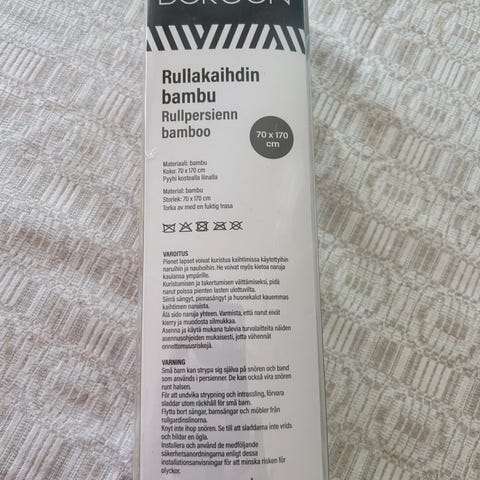 Rullakaihdin
bambu
Rullpersienn
bamboo
70 x 170
cm
Materiaali: bambu
Koko: 70 x 170 cm
Pyyhi kostealla liinalla
Material: bambu
Storlek: 70 x 170 cm
Torka av med en fuktig trasa
VAROITUS
Pienet lapset voivat kuristua kaihtimissa käytettyihin
naruihin ja nauhoihin. He voivat myös kietoa naruja
kaulansa ympärille.
Kuristumisen ja takertumisen välttämiseksi, pidä
narut poissa pienten lasten ulottuvilta.
Siirrä sängyt, pinnasängyt ja huonekalut kauemmas
kaihtimen naruista.
Älä sido naruja yhteen. Varmista, että narut eivät
kierry ja muodosta silmukkaa.
Asenna ja käytä mukana tulevia turvalaitteita näiden
asennusohjeiden mukaisesti, jotta vähennät
onnettomuusriskejä.
VARNING
Små barn kan strypa sig själva på snören och band
som används i persienner. De kan också vira snören
runt halsen.
För att undvika strypning och intrassling, förvara
sladdar utom räckhåll för små barn.
Flytta bort sängar, barnsängar och möbler från
rullgardinslinorna.
Knyt inte ihop snören. Se till att sladdarna inte vrids
och bildar en ögla.
Installera och använd de medföljande
säkerhetsanordningarna enligt dessa
installationsanvisningar för att minska risken för
olyckor.